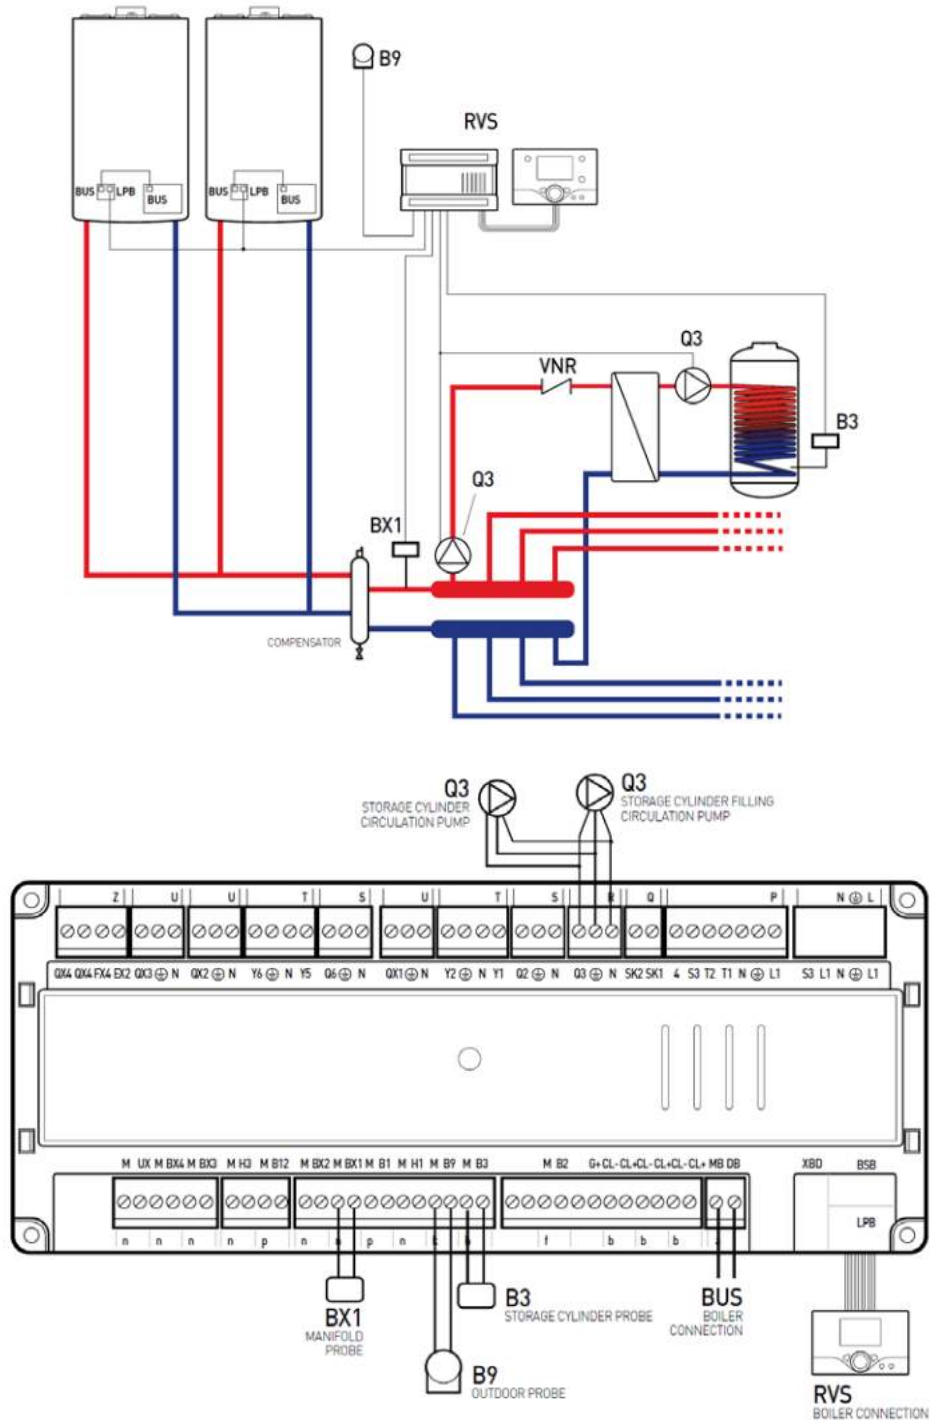 B9
RVS
BUS LPB BUS
BUS LPB BUS
Q3
VNR
B3
Q3
BX1
COMPENSATOR
Q3
STORAGE CYLINDER
CIRCULATION PUMP
Q3
STORAGE CYLINDER FILLING
CIRCULATION PUMP
Z U U T S U T S R Q P N L
QX4 QX4 FX4 EX2 QX3 N QX2 N Y6 N Y5 Q6 N QX1 N Y2 N Y1 Q2 N Q3 N SK2 SK1 4 S3 T2 T1 N L1 S3 L1 N L1
M UX M BX4 M BX3 M H3 M B12 M BX2 M BX1 M B1 M H1 M B9 M B3 M B2 G+ CL- CL+ CL- CL+ CL- CL+ MB DB XBD BSB
LPB
n n n n p n n p n f b b b
BX1
MANIFOLD
PROBE
B9
OUTDOOR PROBE
B3
STORAGE CYLINDER PROBE
BUS
BOILER
CONNECTION
RVS
BOILER CONNECTION